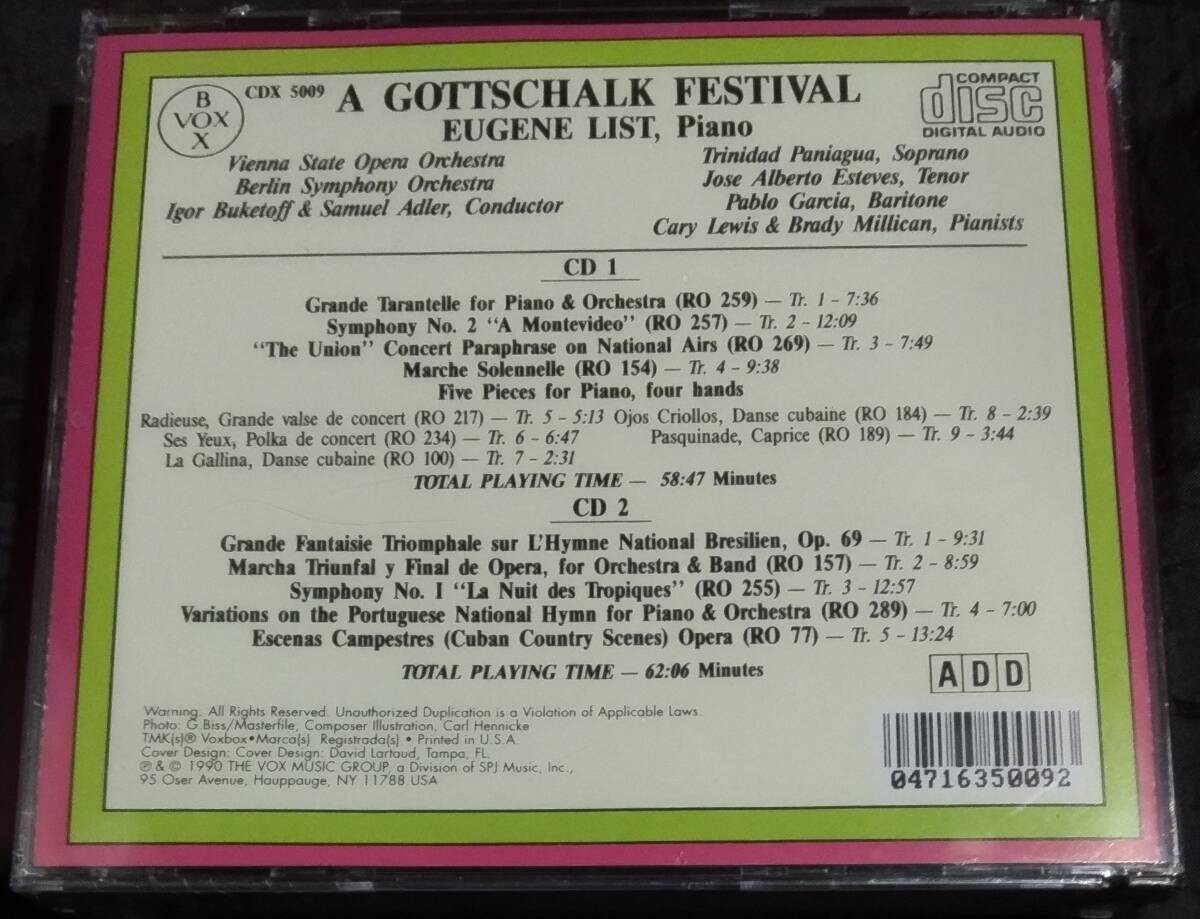 B
VOX
X
CDX 5009
A GOTTSCHALK FESTIVAL
EUGENE LIST, Piano
COMPACT
disc
DIGITAL AUDIO
Vienna State Opera Orchestra
Berlin Symphony Orchestra
Igor Buketoff & Samuel Adler, Conductor
Trinidad Paniagua, Soprano
Jose Alberto Esteves, Tenor
Pablo Garcia, Baritone
Cary Lewis & Brady Millican, Pianists
CD 1
Grande Tarantelle for Piano & Orchestra (RO 259) — Tr. 1 - 7:36
Symphony No. 2 "A Montevideo" (RO 257) — Tr. 2 - 12:09
"The Union" Concert Paraphrase on National Airs (RO 269) — Tr. 3 - 7:49
Marche Solennelle (RO 154) — Tr. 4 - 9:38
Five Pieces for Piano, four hands
Radieuse, Grande valse de concert (RO 217) — Tr. 5 - 5:13 Ojos Criollos, Danse cubaine (RO 184) — Tr. 8 - 2:39
Ses Yeux, Polka de concert (RO 234) — Tr. 6 - 6:47 Pasquinade, Caprice (RO 189) — Tr. 9 - 3:44
La Gallina, Danse cubaine (RO 100) — Tr. 7 - 2:31
TOTAL PLAYING TIME — 58:47 Minutes
CD 2
Grande Fantaisie Triomphale sur L'Hymne National Bresilien, Op. 69 — Tr. 1 - 9:31
Marcha Triunfal y Final de Opera, for Orchestra & Band (RO 157) — Tr. 2 - 8:59
Symphony No. I "La Nuit des Tropiques" (RO 255) — Tr. 3 - 12:57
Variations on the Portuguese National Hymn for Piano & Orchestra (RO 289) — Tr. 4 - 7:00
Escenas Campestres (Cuban Country Scenes) Opera (RO 77) — Tr. 5 - 13:24
TOTAL PLAYING TIME — 62:06 Minutes
A D D
Warning: All Rights Reserved. Unauthorized Duplication is a Violation of Applicable Laws.
Photo: G.Biss/Masterfile, Composer Illustration, Carl Hennicke
TMK(s)® Voxbox•Marca(s) Registrada(s) • Printed in U.S.A.
Cover Design: Cover Design: David Lartaud, Tampa, FL.
℗ & © 1990 THE VOX MUSIC GROUP, a Division of SPJ Music, Inc.,
95 Oser Avenue, Hauppauge, NY 11788 USA
04716350092